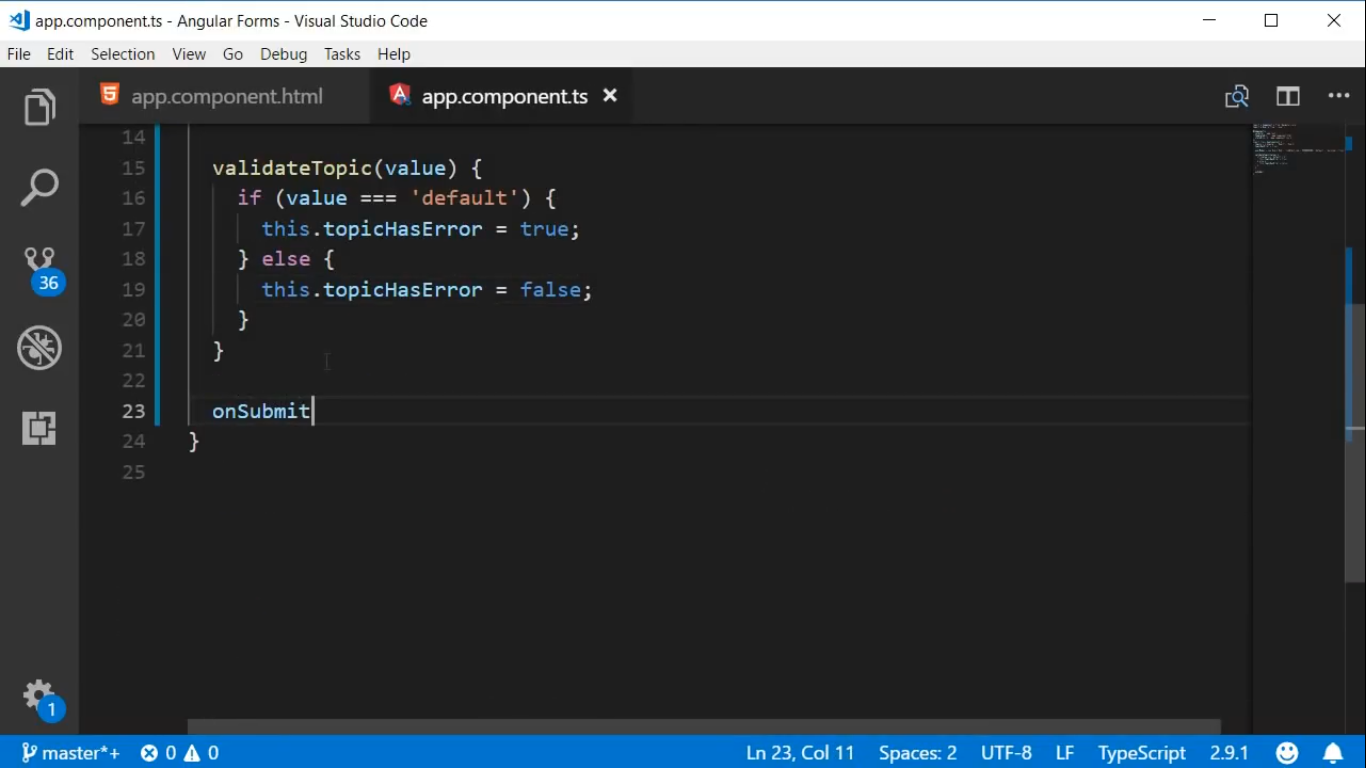 app.component.ts - Angular Forms - Visual Studio Code
File Edit Selection View Go Debug Tasks Help
app.component.html app.component.ts
14
15 validateTopic(value) {
16 if (value === 'default') {
17 this.topicHasError = true;
18 } else {
19 this.topicHasError = false;
20 }
21 }
22
23 onSubmit
24 }
25
36
1
master*+ 0 0 Ln 23, Col 11 Spaces: 2 UTF-8 LF TypeScript 2.9.1